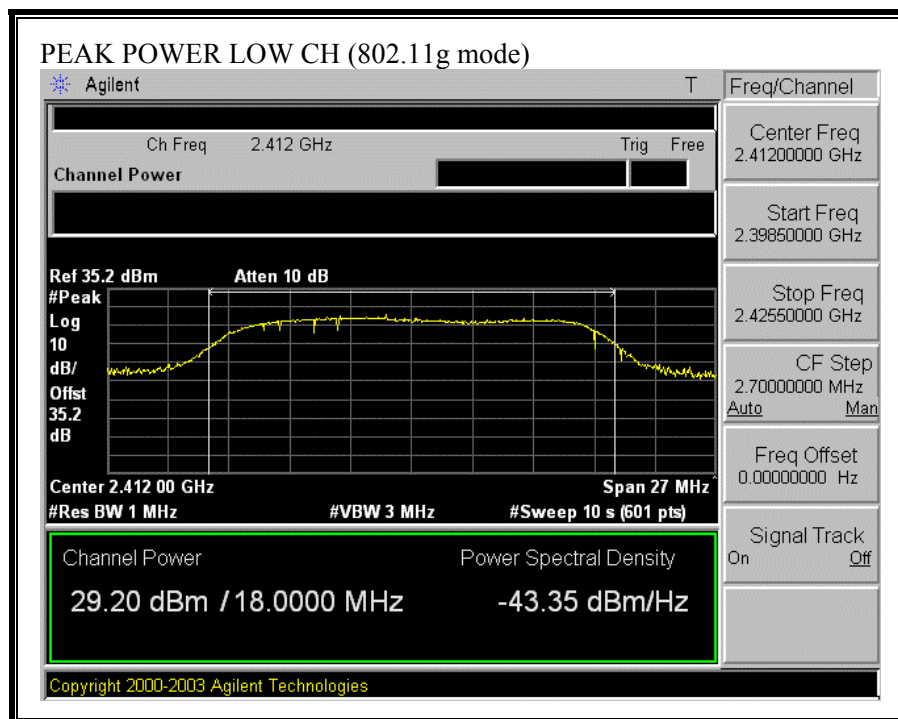 PEAK POWER LOW CH (802.11g mode)
Agilent T Freq/Channel
Ch Freq 2.412 GHz Trig Free
Channel Power
Center Freq
2.41200000 GHz
Start Freq
2.39850000 GHz
Stop Freq
2.42550000 GHz
CF Step
2.70000000 MHz
Auto Man
Freq Offset
0.00000000 Hz
Signal Track
On Off
Ref 35.2 dBm Atten 10 dB
#Peak
Log
10
dB/
Offst
35.2
dB
Center 2.412 00 GHz Span 27 MHz
#Res BW 1 MHz #VBW 3 MHz #Sweep 10 s (601 pts)
Channel Power Power Spectral Density
29.20 dBm / 18.0000 MHz -43.35 dBm/Hz
Copyright 2000-2003 Agilent Technologies